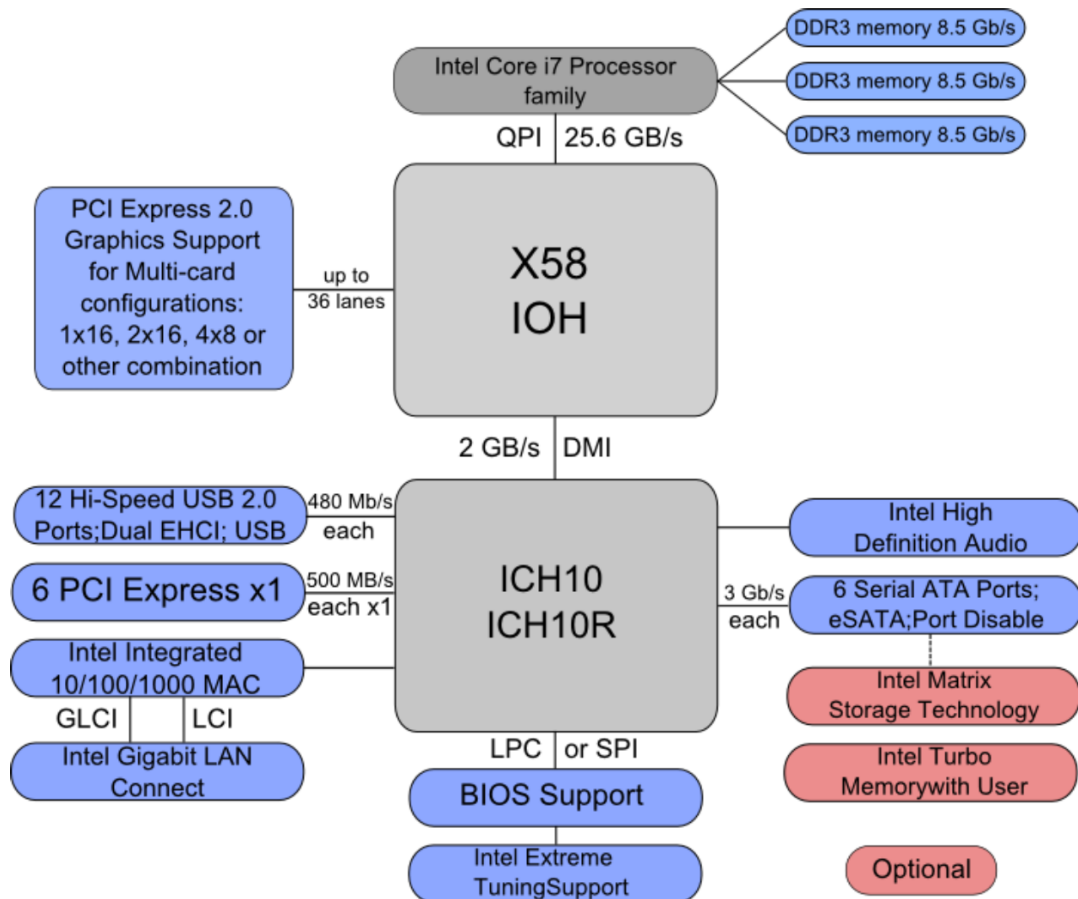 DDR3 memory 8.5 Gb/s
Intel Core i7 Processor
family
DDR3 memory 8.5 Gb/s
DDR3 memory 8.5 Gb/s
QPI 25.6 GB/s
PCI Express 2.0
Graphics Support
for Multi-card
configurations:
1x16, 2x16, 4x8 or
other combination
up to
36 lanes
X58
IOH
2 GB/s DMI
12 Hi-Speed USB 2.0
Ports;Dual EHCI; USB
480 Mb/s
each
6 PCI Express x1
500 MB/s
each x1
Intel Integrated
10/100/1000 MAC
GLCI
LCI
Intel Gigabit LAN
Connect
ICH10
ICH10R
Intel High
Definition Audio
3 Gb/s
each
6 Serial ATA Ports;
eSATA;Port Disable
Intel Matrix
Storage Technology
Intel Turbo
Memorywith User
LPC or SPI
BIOS Support
Intel Extreme
TuningSupport
Optional